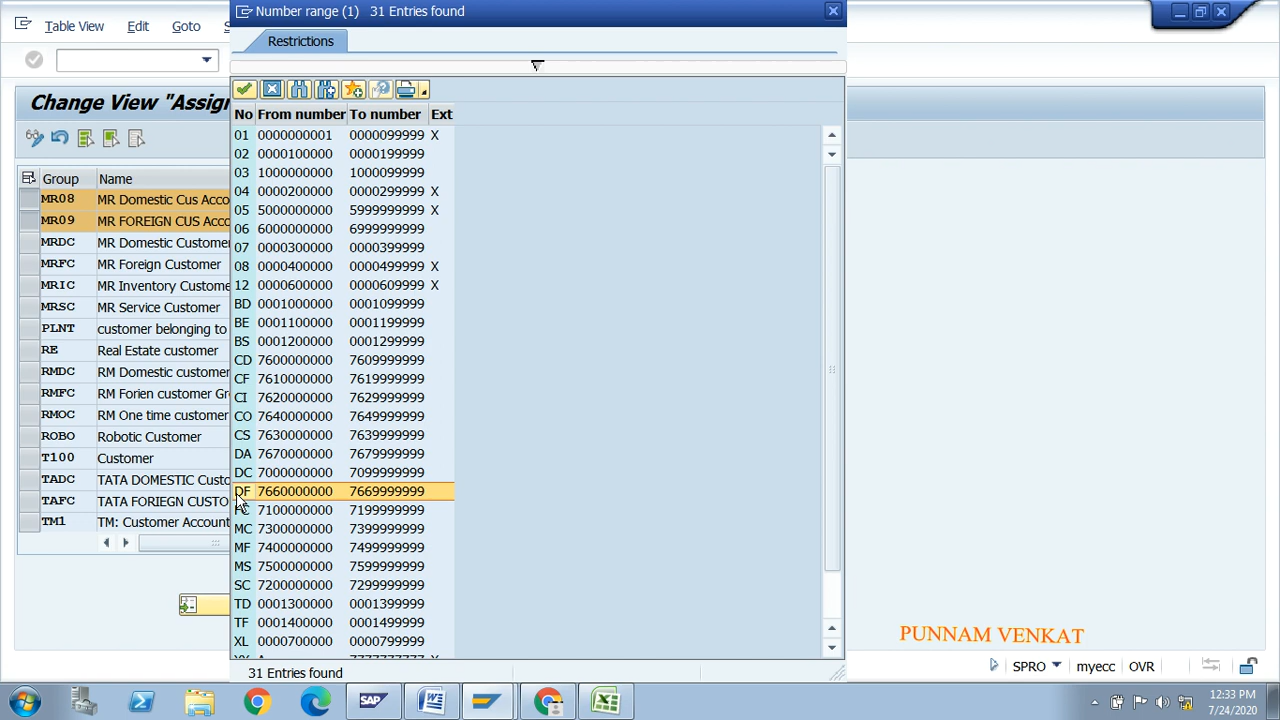 Number range (1) 31 Entries found
Table View Edit Goto
Restrictions
Change View "Assig
No From number To number Ext
01 0000000001 0000099999 X
02 0000100000 0000199999
03 1000000000 1000099999
04 0000200000 0000299999 X
05 5000000000 5999999999 X
06 6000000000 6999999999
07 0000300000 0000399999
08 0000400000 0000499999 X
12 0000600000 0000609999 X
BD 0001000000 0001099999
BE 0001100000 0001199999
BS 0001200000 0001299999
CD 7600000000 7609999999
CF 7610000000 7619999999
CI 7620000000 7629999999
CO 7640000000 7649999999
CS 7630000000 7639999999
DA 7670000000 7679999999
DC 7000000000 7099999999
DF 7660000000 7669999999
7100000000 7199999999
MC 7300000000 7399999999
MF 7400000000 7499999999
MS 7500000000 7599999999
SC 7200000000 7299999999
TD 0001300000 0001399999
TF 0001400000 0001499999
XL 0000700000 0000799999
31 Entries found
Group Name
MR08 MR Domestic Cus Acco
MR09 MR FOREIGN CUS Acco
MRDC MR Domestic Customer
MRFC MR Foreign Customer
MRIC MR Inventory Custome
MRSC MR Service Customer
PLNT customer belonging to
RE Real Estate customer
RMDC RM Domestic customer
RMFC RM Forien customer Gr
RMOC RM One time customer
ROBO Robotic Customer
T100 Customer
TADC TATA DOMESTIC Custo
TAFC TATA FORIEGN CUSTO
TM1 TM: Customer Account
PUNNAM VENKAT
SPRO myecc OVR
12:33 PM
7/24/2020